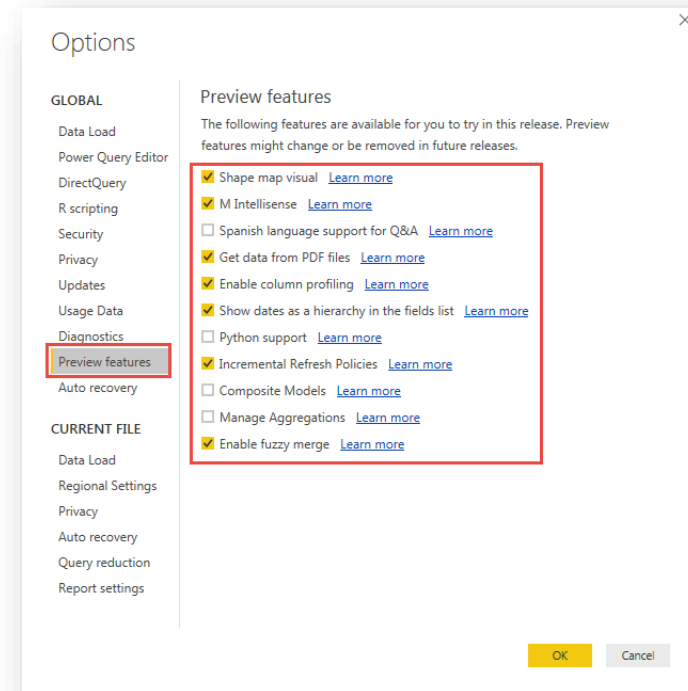 Options
GLOBAL
Data Load
Power Query Editor
DirectQuery
R scripting
Security
Privacy
Updates
Usage Data
Diagnostics
Preview features
Auto recovery
CURRENT FILE
Data Load
Regional Settings
Privacy
Auto recovery
Query reduction
Report settings
Preview features
The following features are available for you to try in this release. Preview
features might change or be removed in future releases.
Shape map visual Learn more
M Intellisense Learn more
Spanish language support for Q&A Learn more
Get data from PDF files Learn more
Enable column profiling Learn more
Show dates as a hierarchy in the fields list Learn more
Python support Learn more
Incremental Refresh Policies Learn more
Composite Models Learn more
Manage Aggregations Learn more
Enable fuzzy merge Learn more
OK Cancel